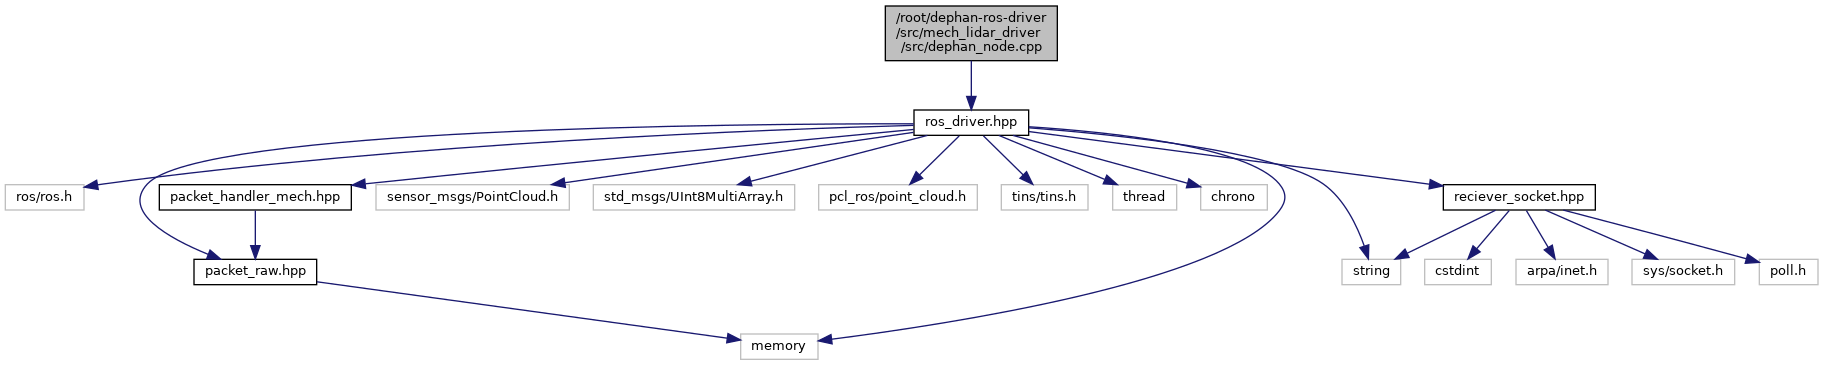 /root/dephan-ros-driver
/src/mech_lidar_driver
/src/dephan_node.cpp
ros_driver.hpp
ros/ros.h
packet_handler_mech.hpp
sensor_msgs/PointCloud.h
std_msgs/UInt8MultiArray.h
pcl_ros/point_cloud.h
tins/tins.h
thread
chrono
reciever_socket.hpp
packet_raw.hpp
string
cstdint
arpa/inet.h
sys/socket.h
poll.h
memory